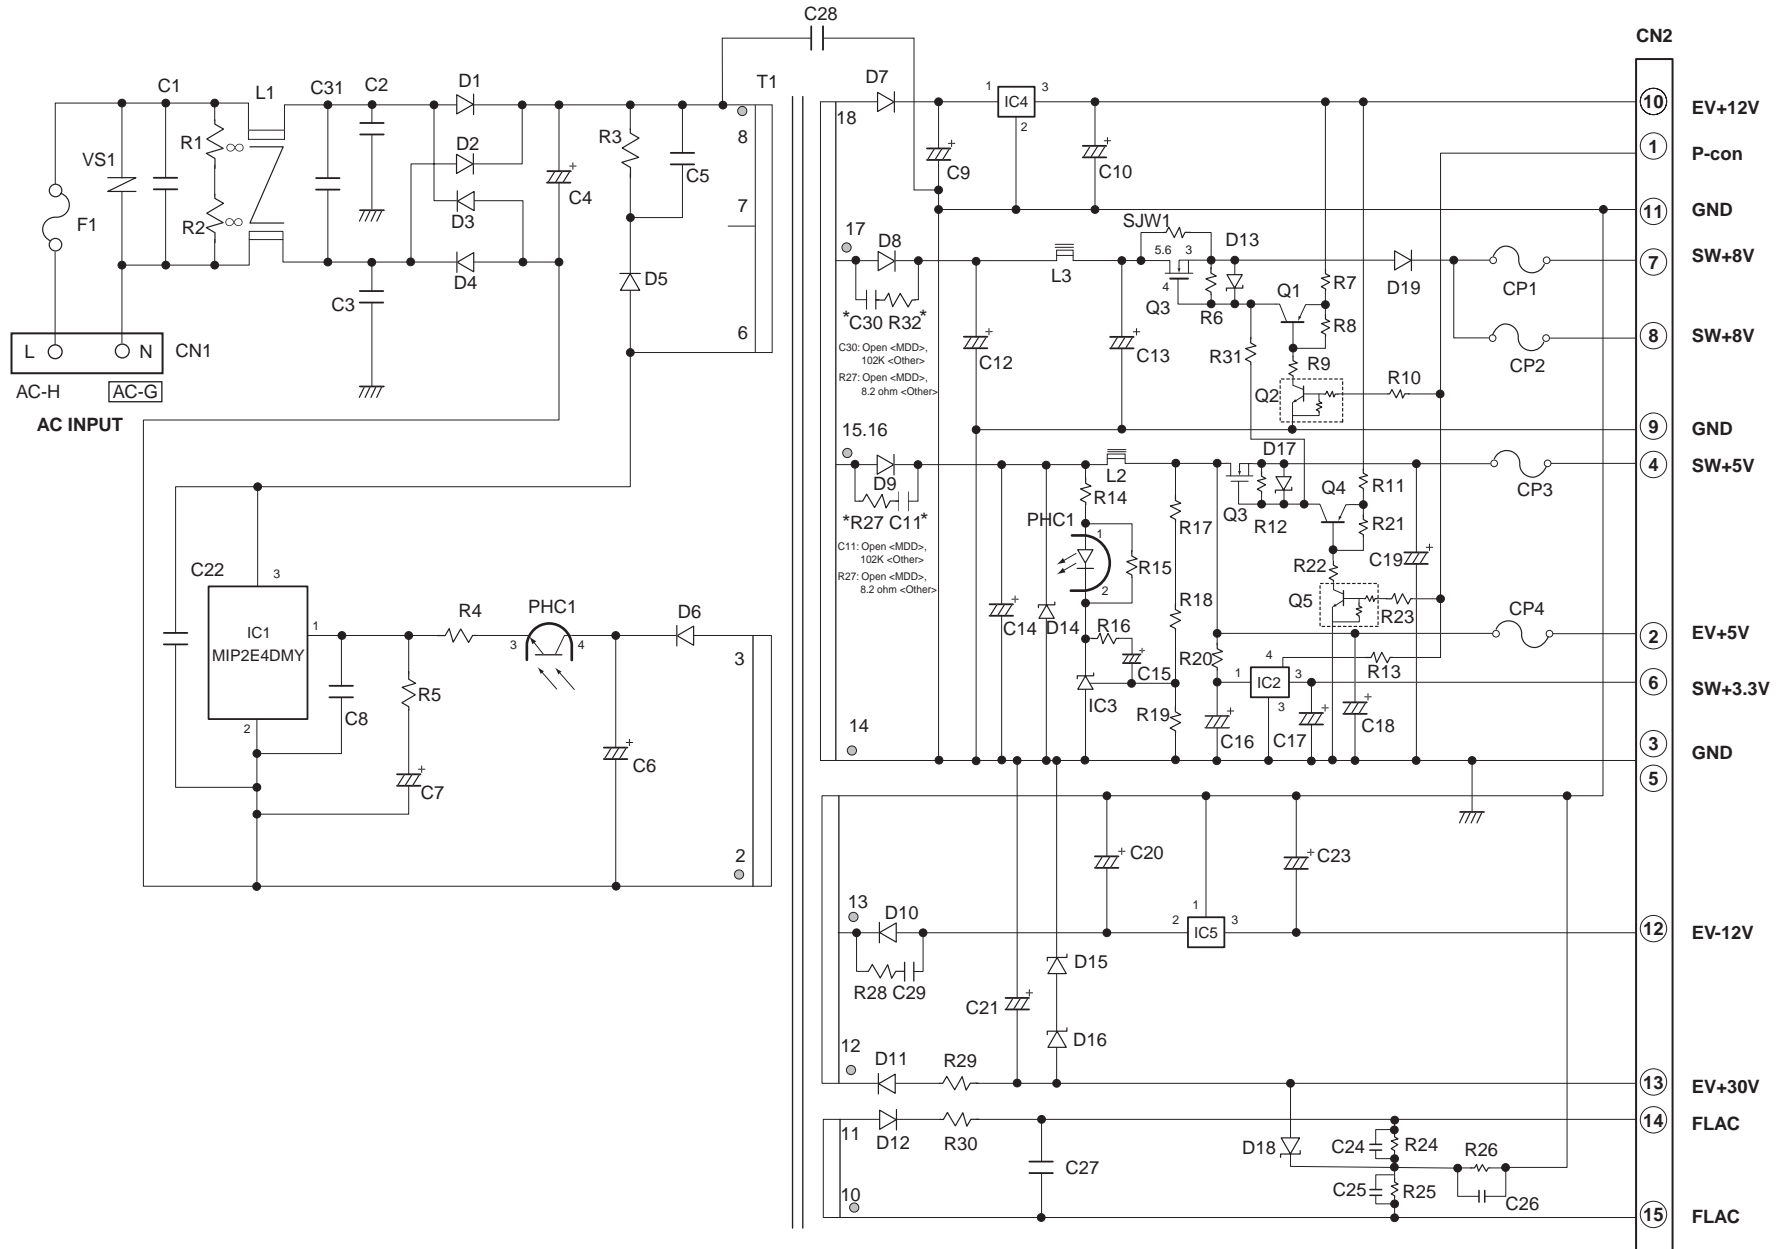 C28
CN2
C1
L1
C31
C2
D1
T1
D7
1
IC4
3
2
10
EV+12V
18
8
R1
∞
VS1
D2
R3
C5
C9
C10
1
P-con
C4
D3
F1
R2
∞
7
11
GND
SJW1
17
D8
L3
5.6
3
D13
7
SW+8V
D4
C3
D5
4
Q3
R6
Q1
R7
D19
CP1
*C30 R32*
R8
L
N
CN1
6
C30: Open <MDD>,
102K <Other>
R27: Open <MDD>,
8.2 ohm <Other>
C12
C13
R31
R9
8
SW+8V
CP2
AC-H
AC-G
Q2
R10
AC INPUT
15.16
9
GND
D9
L2
D17
4
SW+5V
R14
Q4
R11
CP3
*R27 C11*
PHC1
R17
Q3
R12
R21
C11: Open <MDD>,
102K <Other>
R27: Open <MDD>,
8.2 ohm <Other>
1
2
R15
R22
C19
C22
3
IC1
MIP2E4DMY
1
2
R4
PHC1
3
4
D6
C14
D14
R18
Q5
R23
CP4
R16
2
EV+5V
3
R20
4
R13
C15
1
IC2
3
3
6
SW+3.3V
R5
C8
IC3
R19
C16
C17
C18
14
3
GND
C6
C7
5
2
C20
C23
13
D10
1
2
IC5
3
12
EV-12V
R28 C29
D15
C21
D16
12
D11
R29
13
EV+30V
11
D12
R30
14
FLAC
C27
D18
C24
R24
R26
10
C25
R25
C26
15
FLAC